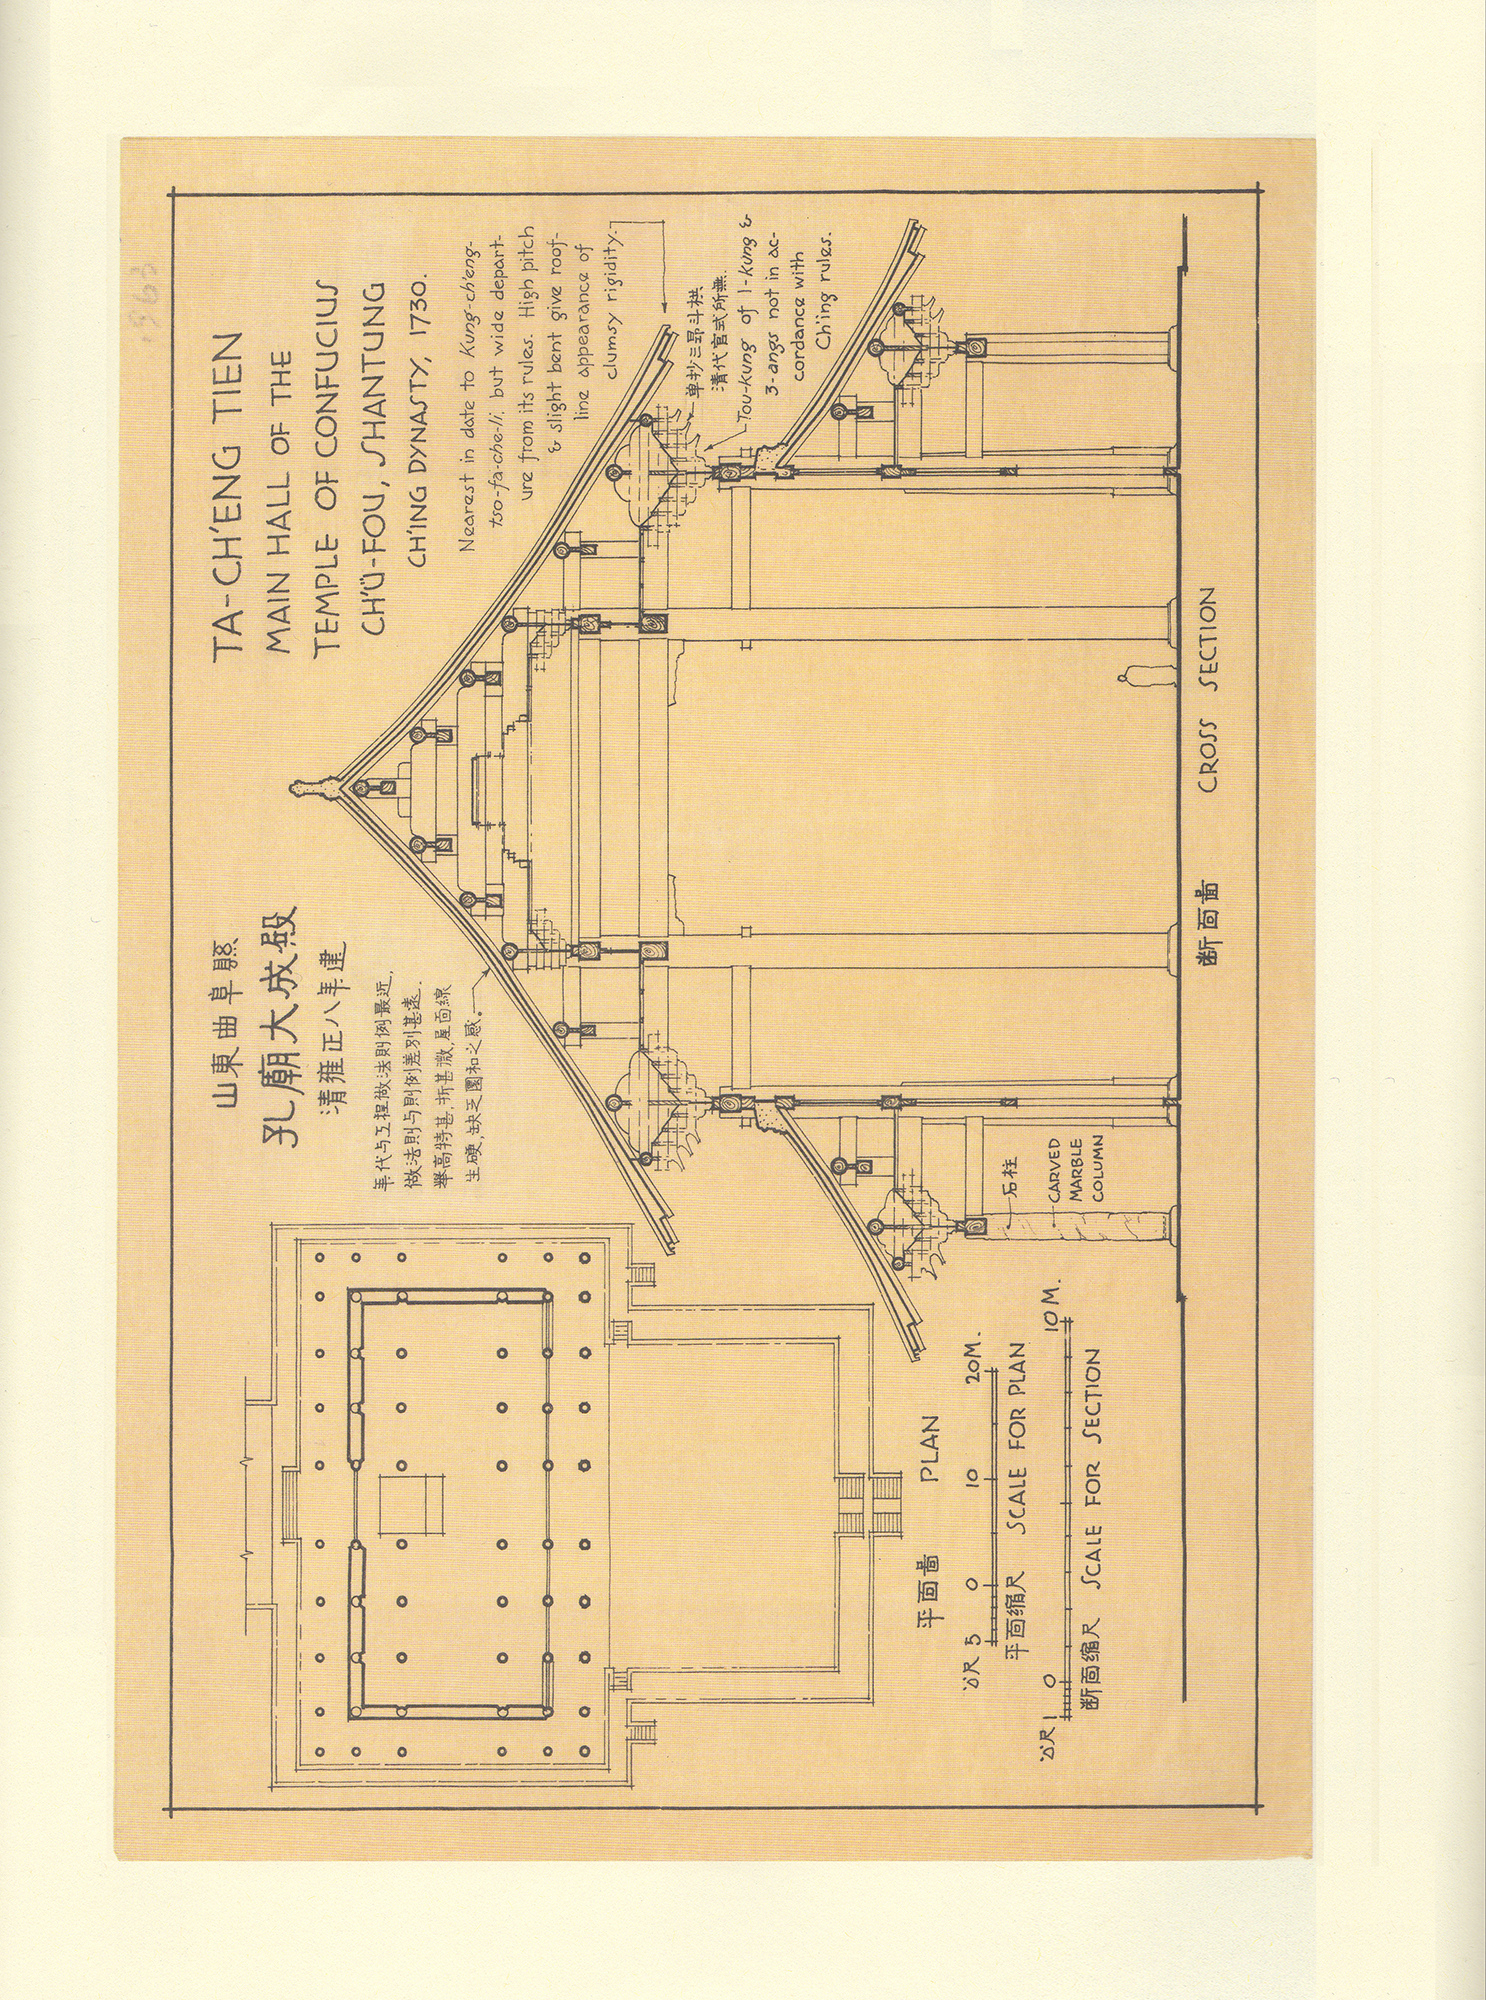 山東曲阜縣
孔廟大成殿
清雍正八年建
年代与工程做法則例最近,
做法則与則例差別甚遠.
舉高特甚,折甚微,屋面線
生硬,缺乏圜和之感.
TA-CH'ENG TIEN
MAIN HALL OF THE
TEMPLE OF CONFUCIUS
CH'Ü-FOU, SHANTUNG
CH'ING DYNASTY, 1730.
Nearest in date to Kung-ch'eng-
tso-fa-che-li, but wide depart-
ure from its rules. High pitch
& slight bent give roof-
line appearance of
clumsy rigidity.
单抄三昂斗栱
清代官式所無.
Tou-kung of 1-kung &
3-angs not in ac-
cordance with
Ch'ing rules.
石柱
CARVED
MARBLE
COLUMN
平面圖 PLAN
公尺 5 0 10 20M.
平面缩尺 SCALE FOR PLAN
公尺 1 0 10M.
断面缩尺 SCALE FOR SECTION
断面圖 CROSS SECTION